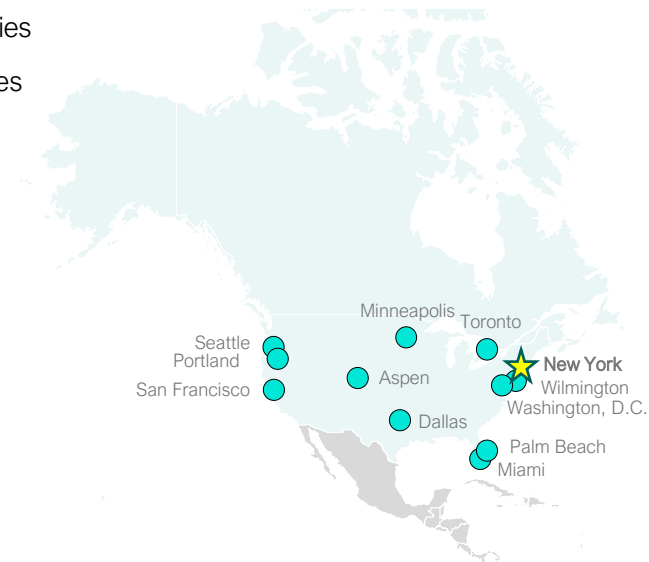 ies
es
Minneapolis
Toronto
Seattle
Portland
New York
Aspen
San Francisco
Wilmington
Washington, D.C.
Dallas
Palm Beach
Miami